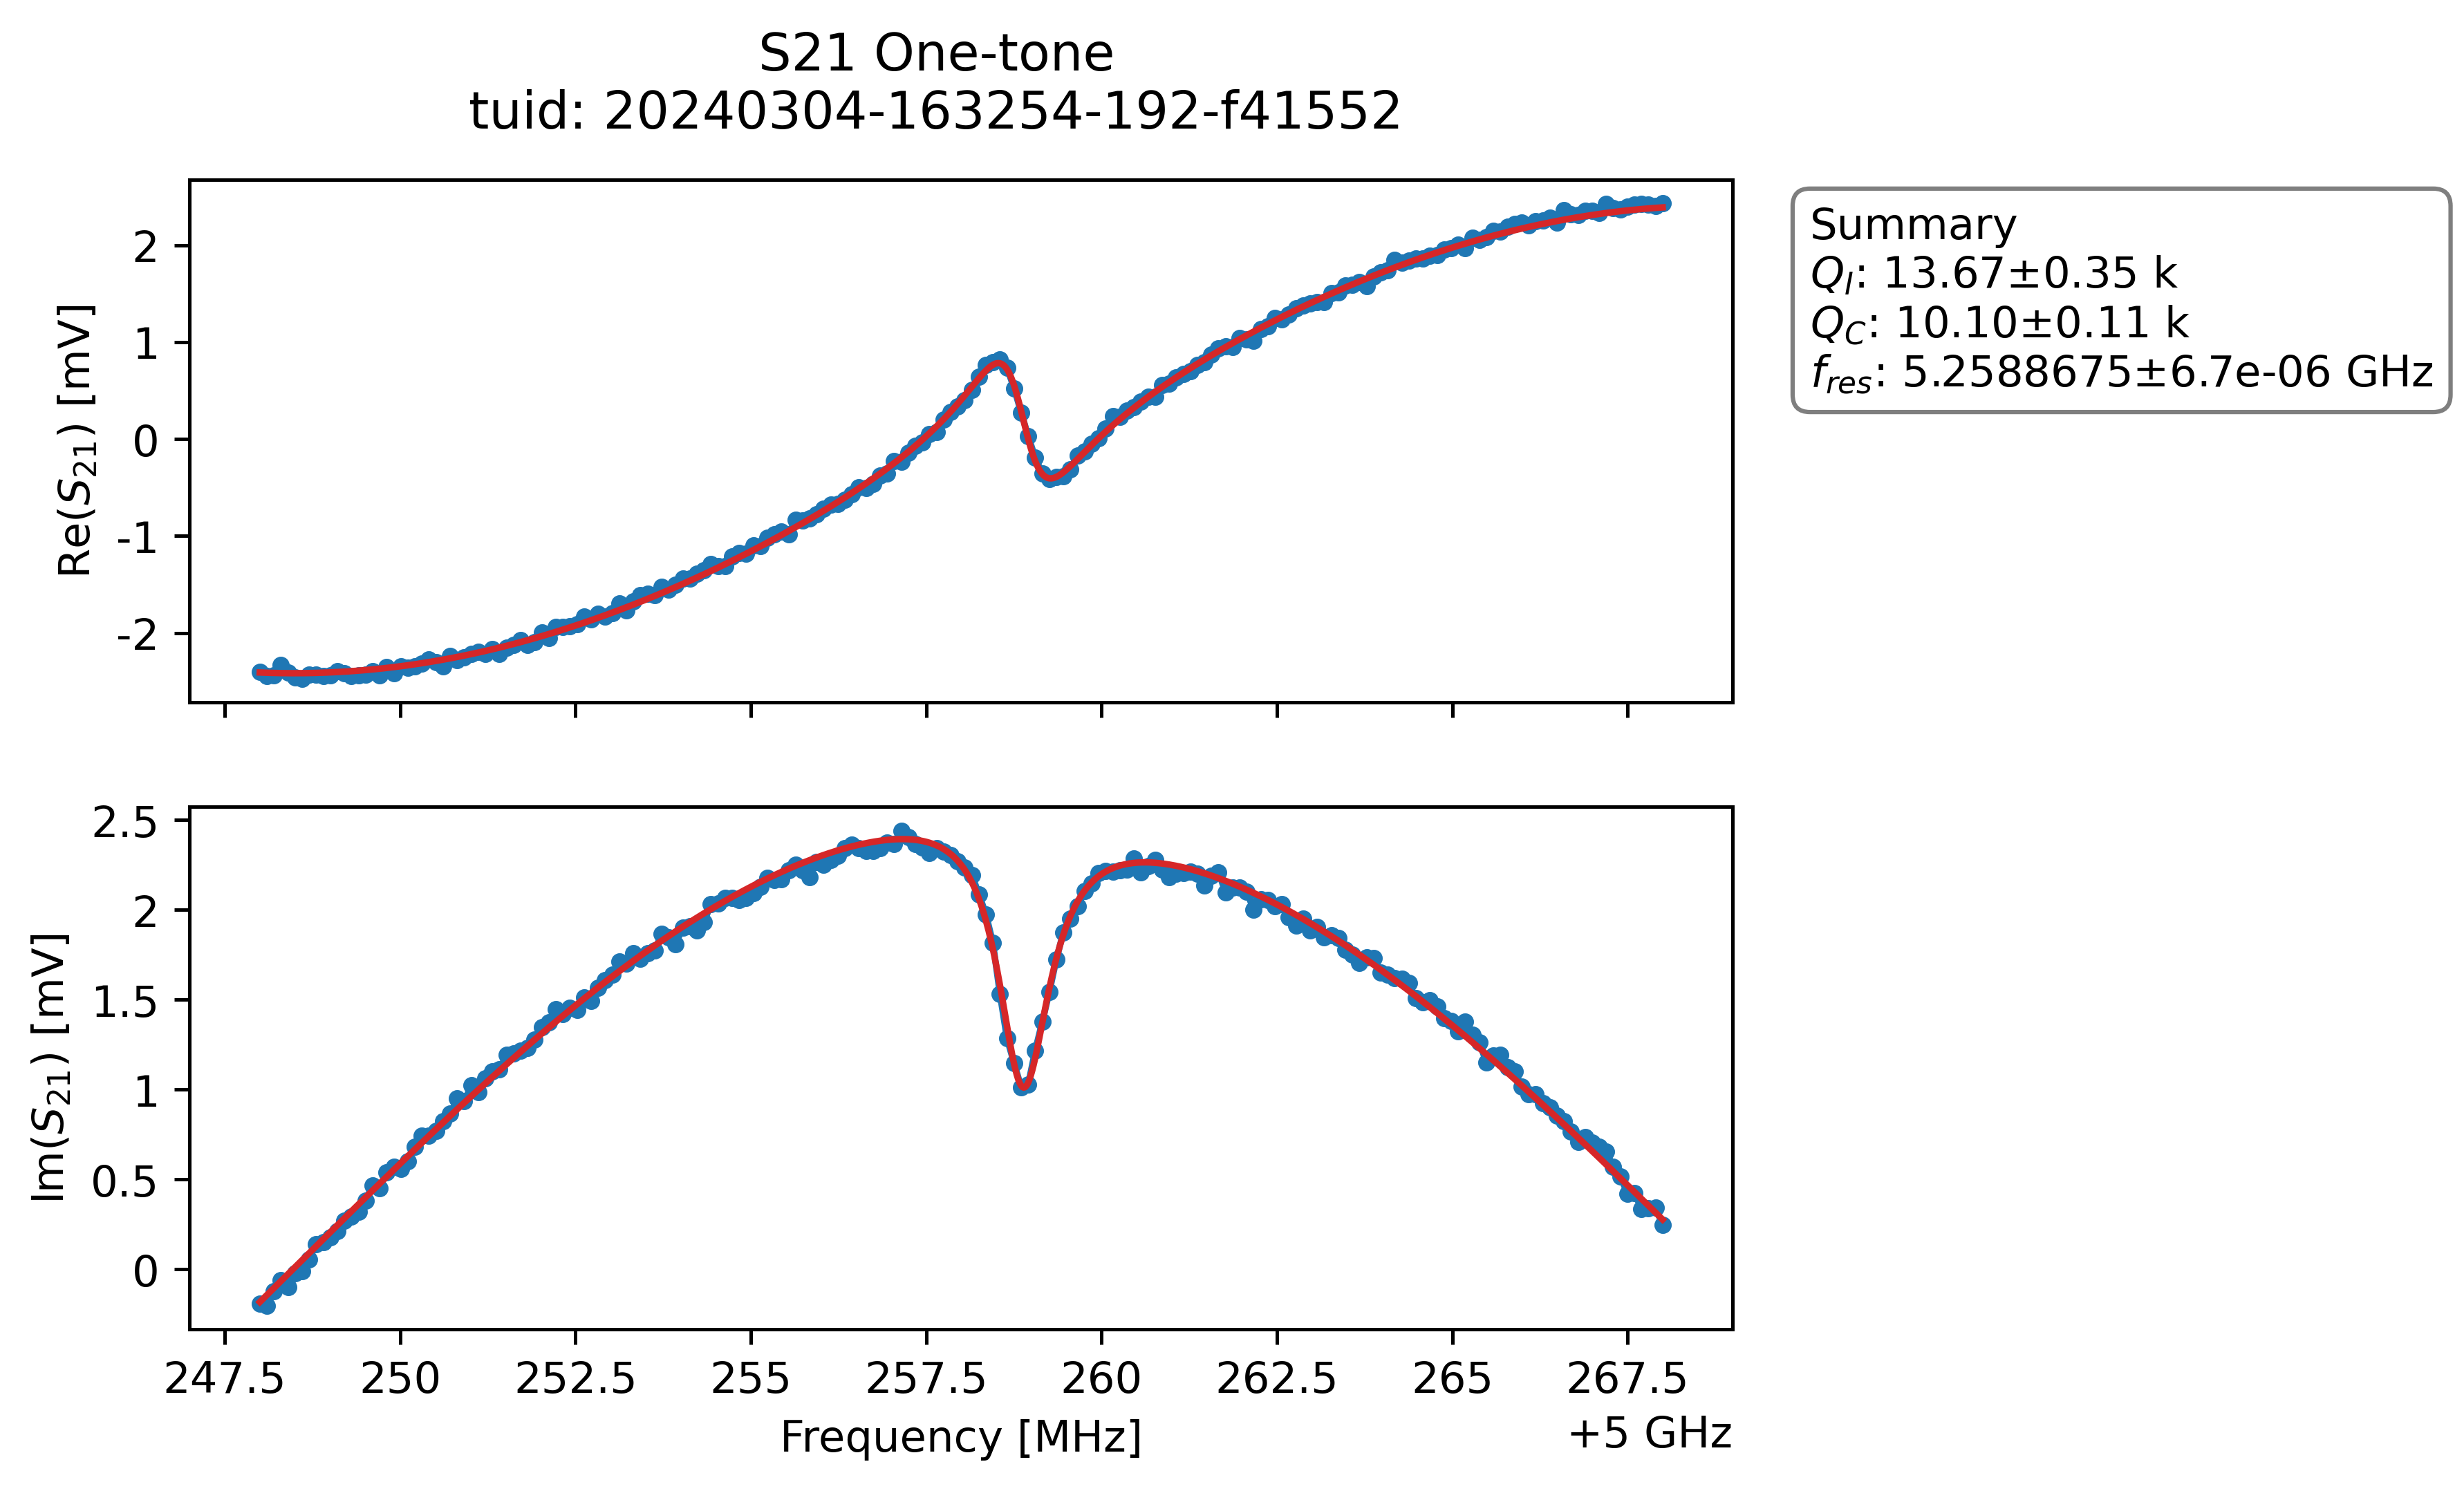 S21 One-tone
tuid: 20240304-163254-192-f41552
Re(S21) [mV]
2
1
0
-1
-2
Summary
Ql: 13.67±0.35 k
QC: 10.10±0.11 k
fres: 5.2588675±6.7e-06 GHz
Im(S21) [mV]
2.5
2
1.5
1
0.5
0
247.5 250 252.5 255 257.5 260 262.5 265 267.5
Frequency [MHz]
+5 GHz